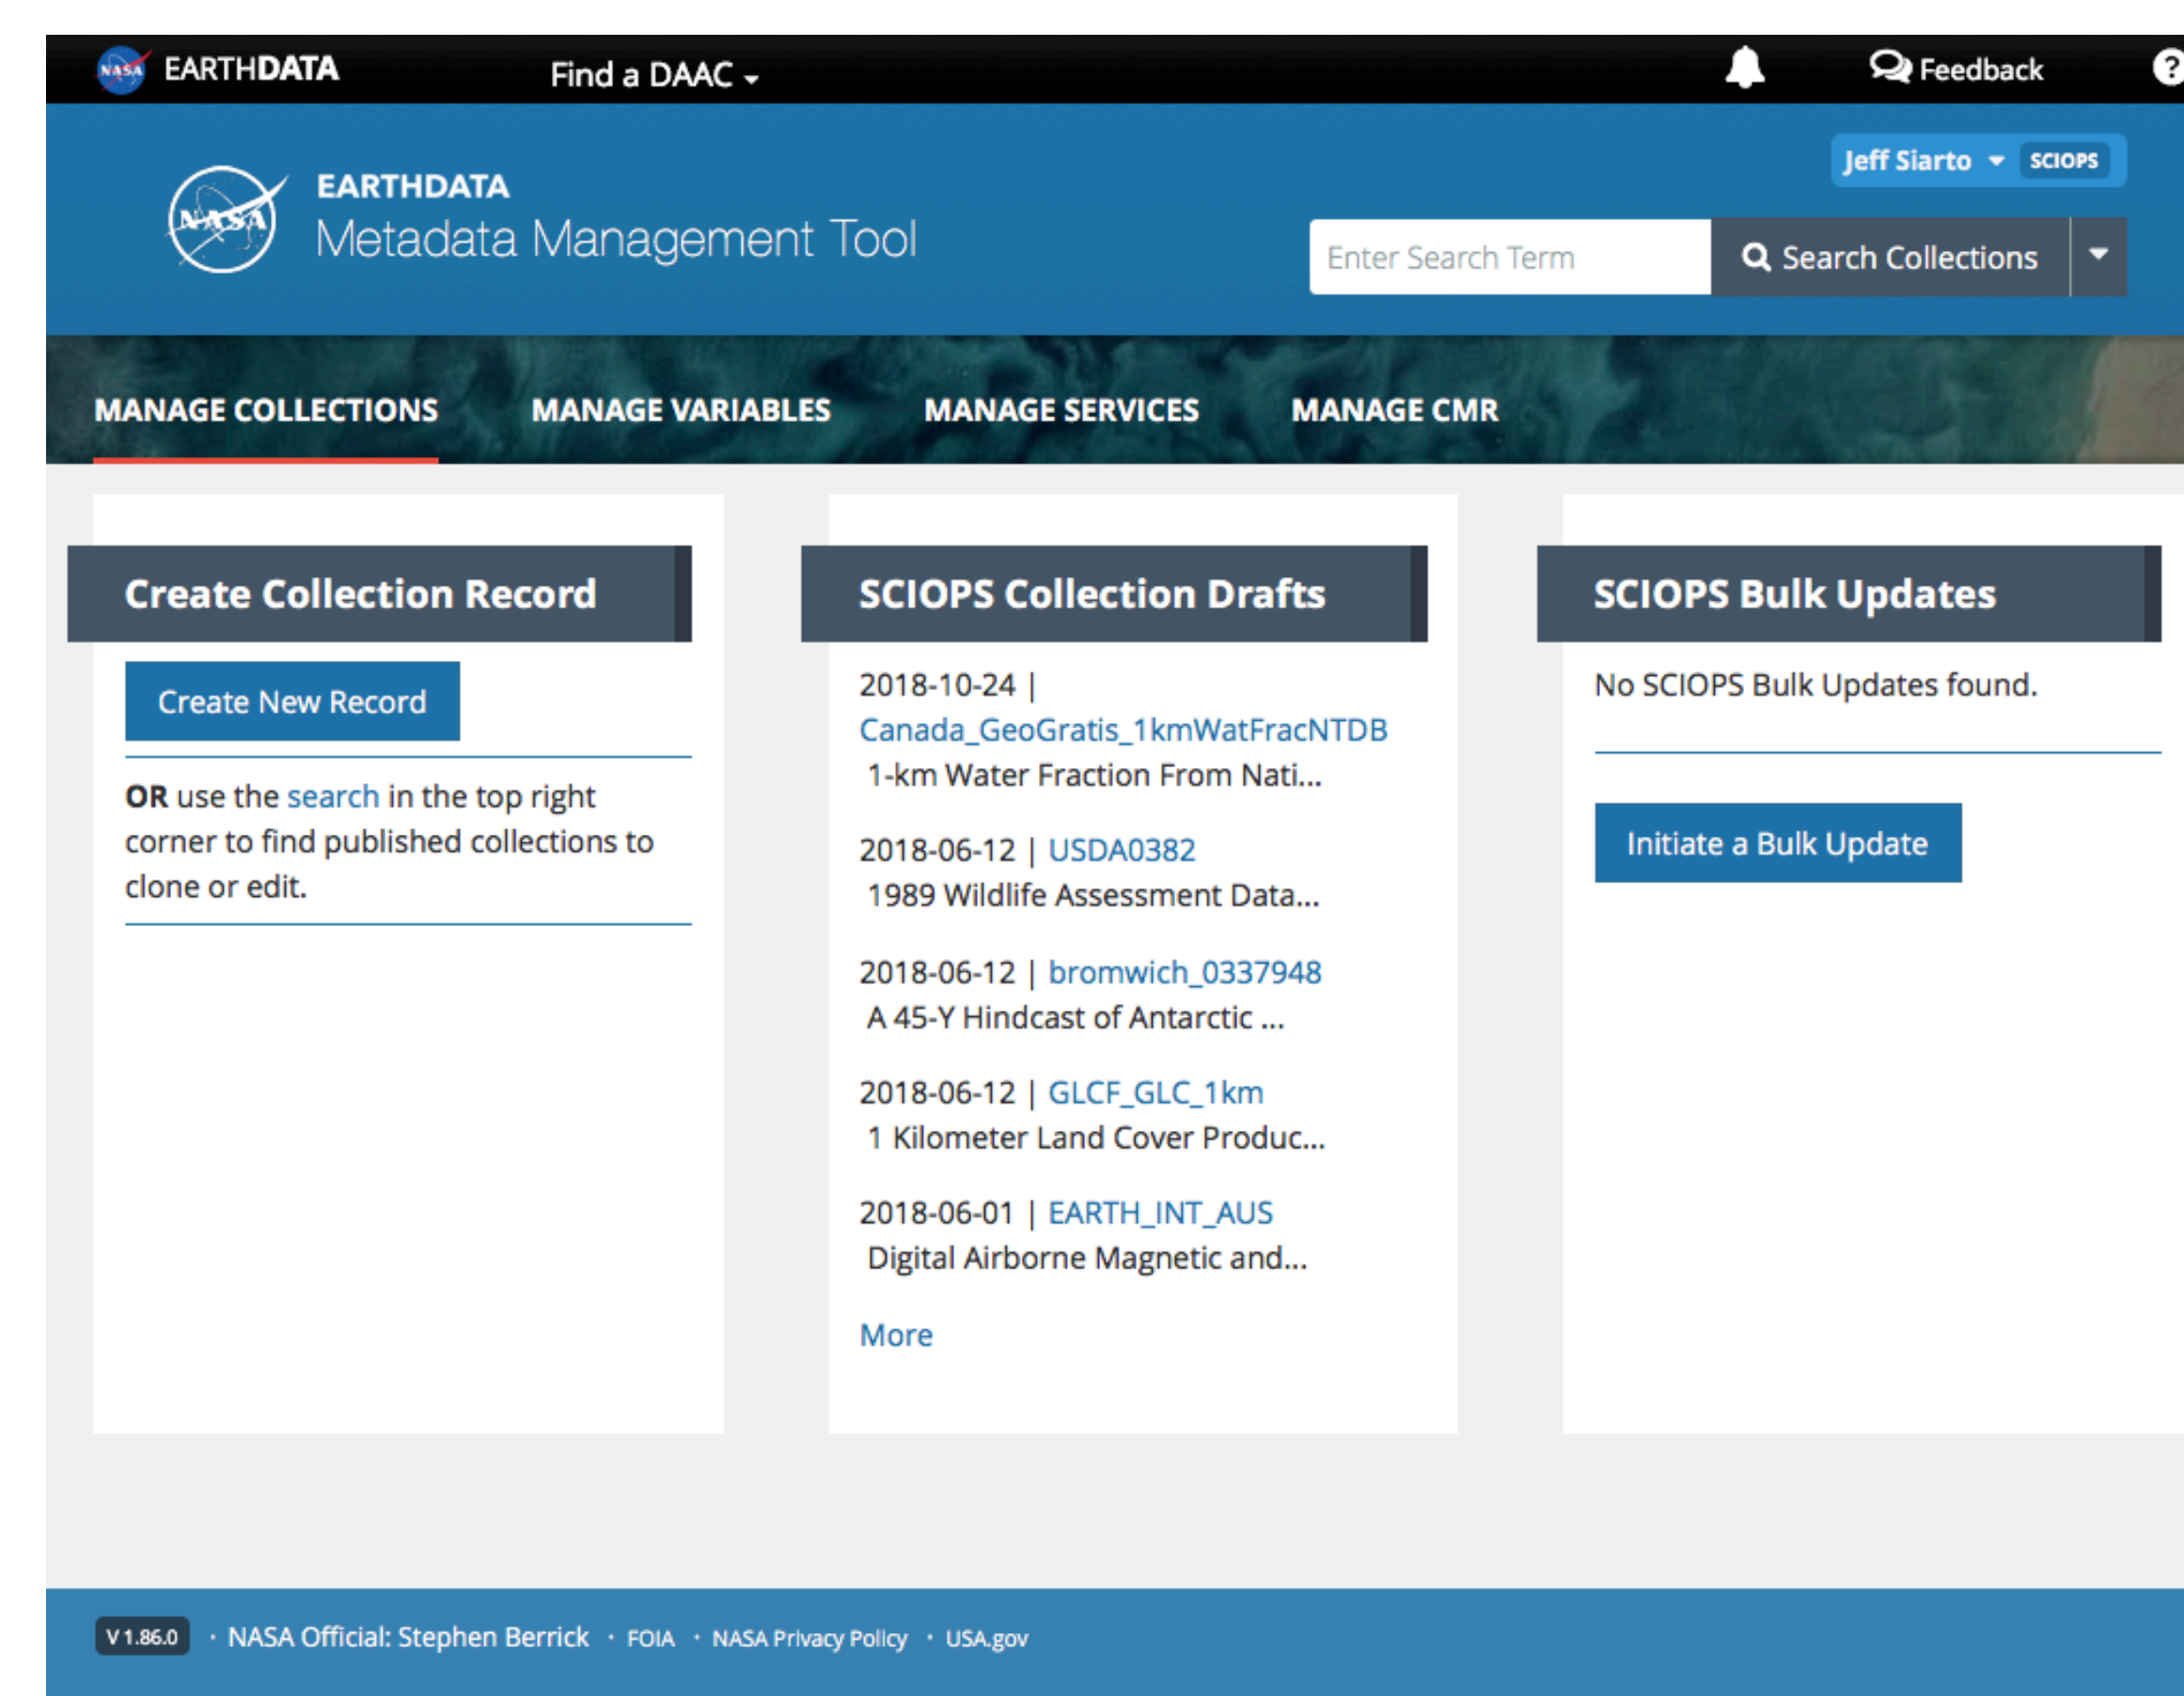 NASA EARTHDATA Find a DAAC Feedback ?
Jeff Siarto SCIOPS
NASA EARTHDATA
Metadata Management Tool
Enter Search Term Search Collections
MANAGE COLLECTIONS MANAGE VARIABLES MANAGE SERVICES MANAGE CMR
Create Collection Record
Create New Record
OR use the search in the top right
corner to find published collections to
clone or edit.
SCIOPS Collection Drafts
2018-10-24 |
Canada_GeoGratis_1kmWatFracNTDB
1-km Water Fraction From Nati...
2018-06-12 | USDA0382
1989 Wildlife Assessment Data...
2018-06-12 | bromwich_0337948
A 45-Y Hindcast of Antarctic ...
2018-06-12 | GLCF_GLC_1km
1 Kilometer Land Cover Produc...
2018-06-01 | EARTH_INT_AUS
Digital Airborne Magnetic and...
More
SCIOPS Bulk Updates
No SCIOPS Bulk Updates found.
Initiate a Bulk Update
V 1.86.0 · NASA Official: Stephen Berrick · FOIA · NASA Privacy Policy · USA.gov